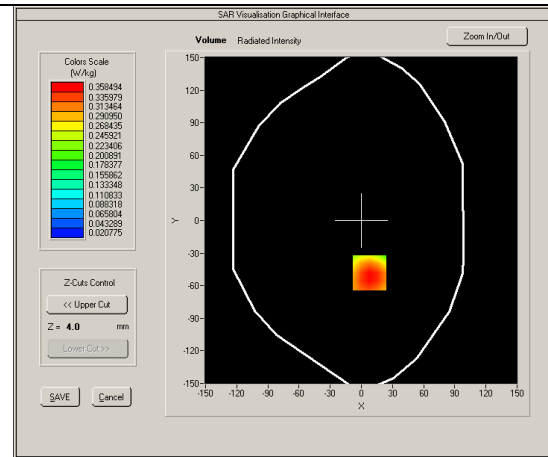 SAR Visualisation Graphical Interface
Volume Radiated Intensity
Zoom In/Out
Colors Scale
(W/kg)
0.358494
0.335979
0.313464
0.290950
0.268435
0.245921
0.223406
0.200891
0.178377
0.155862
0.133348
0.110833
0.088318
0.065804
0.043289
0.020775
Z-Cuts Control
<< Upper Cut
Z = 4.0 mm
Lower Cut >>
SAVE Cancel
150
120
90
60
30
0
-30
-60
-90
-120
-150
Y
-150 -120 -90 -60 -30 0 30 60 90 120 150
X